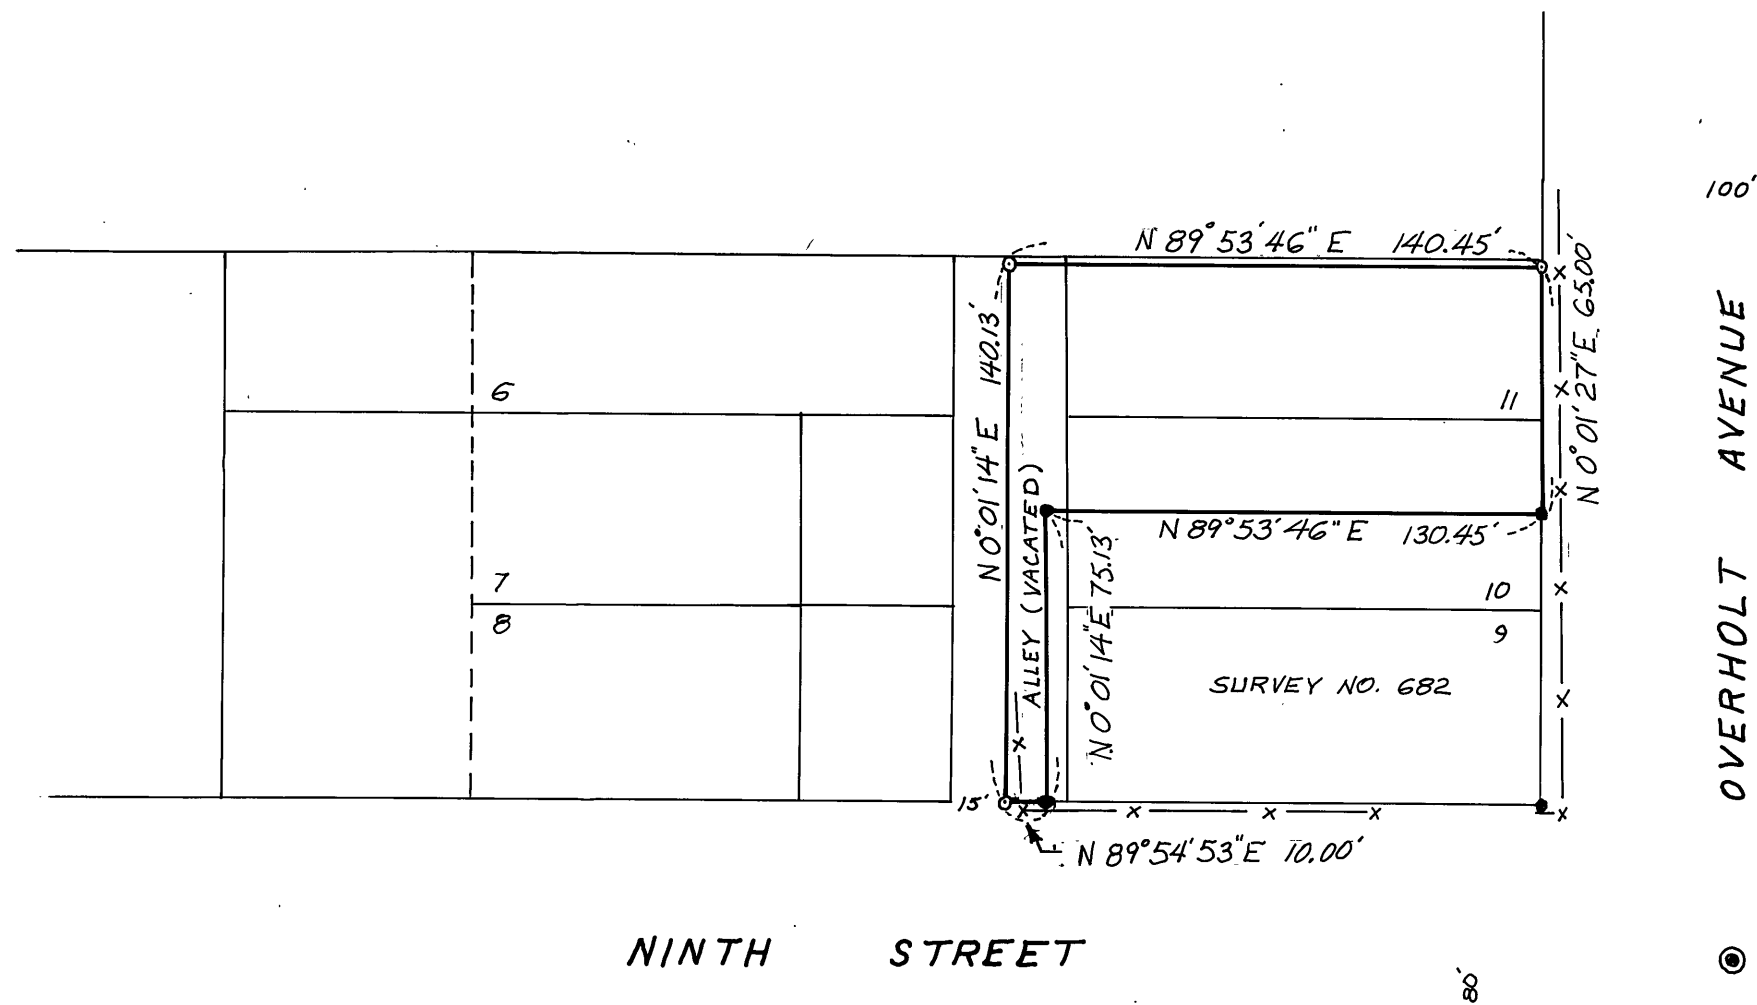 100'
N 89° 53' 46" E 140.45'
N 0° 01' 27" E 65.00'
N 0° 01' 14" E 140.13'
6
11
ALLEY (VACATED)
N 89° 53' 46" E 130.45'
N 0° 01' 14" E 75.13'
7
10
8
9
SURVEY NO. 682
OVERHOLT AVENUE
15'
N 89° 54' 53" E 10.00'
NINTH STREET
80'